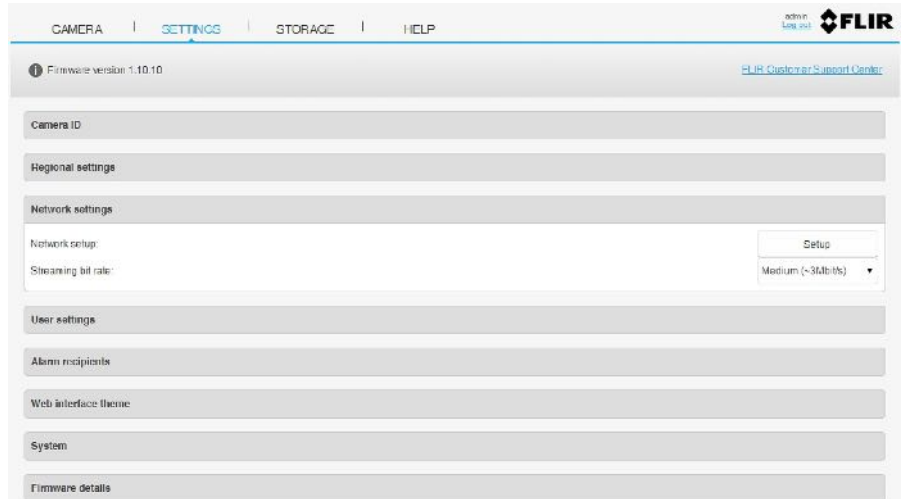 CAMERA | SETTINGS | STORAGE | HELP
admin
Log out
FLIR
Firmware version 1.10.10
FLIR Customer Support Center
Camera ID
Regional settings
Network settings
Network setup:
Setup
Streaming bit rate:
Medium (~3Mbit/s)
User settings
Alarm recipients
Web interface theme
System
Firmware details